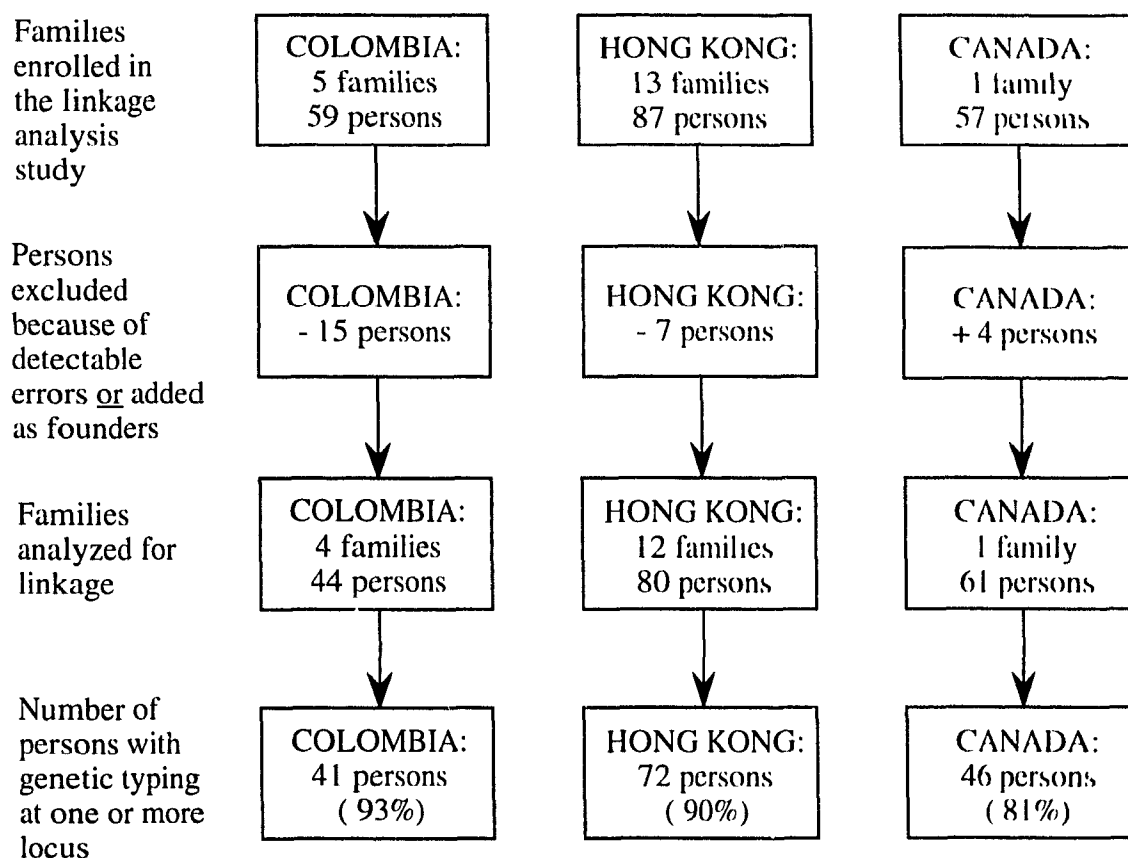 Families
enrolled in
the linkage
analysis
study
COLOMBIA:
5 families
59 persons
HONG KONG:
13 families
87 persons
CANADA:
1 family
57 persons
Persons
excluded
because of
detectable
errors or added
as founders
COLOMBIA:
- 15 persons
HONG KONG:
- 7 persons
CANADA:
+ 4 persons
Families
analyzed for
linkage
COLOMBIA:
4 families
44 persons
HONG KONG:
12 families
80 persons
CANADA:
1 family
61 persons
Number of
persons with
genetic typing
at one or more
locus
COLOMBIA:
41 persons
( 93%)
HONG KONG:
72 persons
( 90%)
CANADA:
46 persons
( 81%)